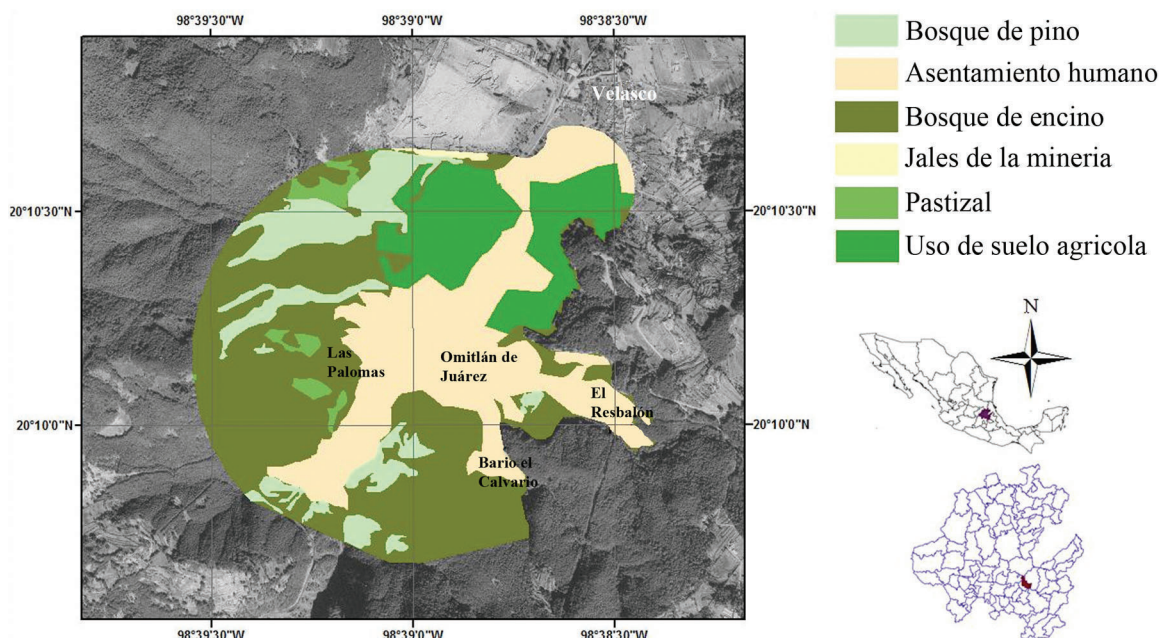 98°39'30"W 98°39'0"W 98°38'30"W
Bosque de pino
Asentamiento humano
Bosque de encino
Jales de la mineria
Pastizal
Uso de suelo agricola
Velasco
20°10'30"N 20°10'30"N
Las
Palomas
Omitlán de
Juárez
El
Resbalón
20°10'0"N 20°10'0"N
Bario el
Calvario
98°39'30"W 98°39'0"W 98°38'30"W
N